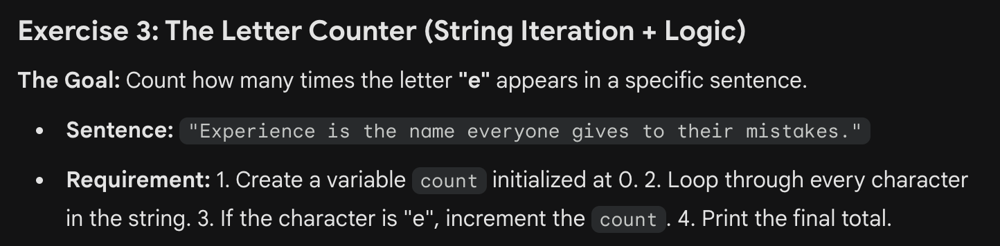 Exercise 3: The Letter Counter (String Iteration + Logic)
The Goal: Count how many times the letter "e" appears in a specific sentence.
• Sentence: "Experience is the name everyone gives to their mistakes."
• Requirement: 1. Create a variable count initialized at 0. 2. Loop through every character
in the string. 3. If the character is "e", increment the count. 4. Print the final total.